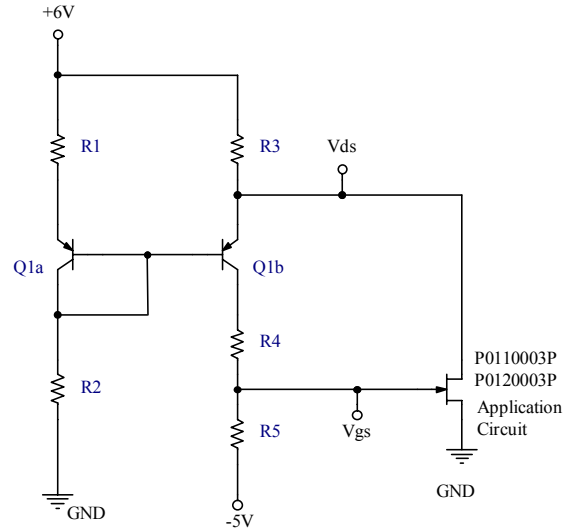 +6V
R1
R3
Vds
Q1a
Q1b
R4
R2
P0110003P
P0120003P
Application
Circuit
R5
Vgs
GND
GND
-5V